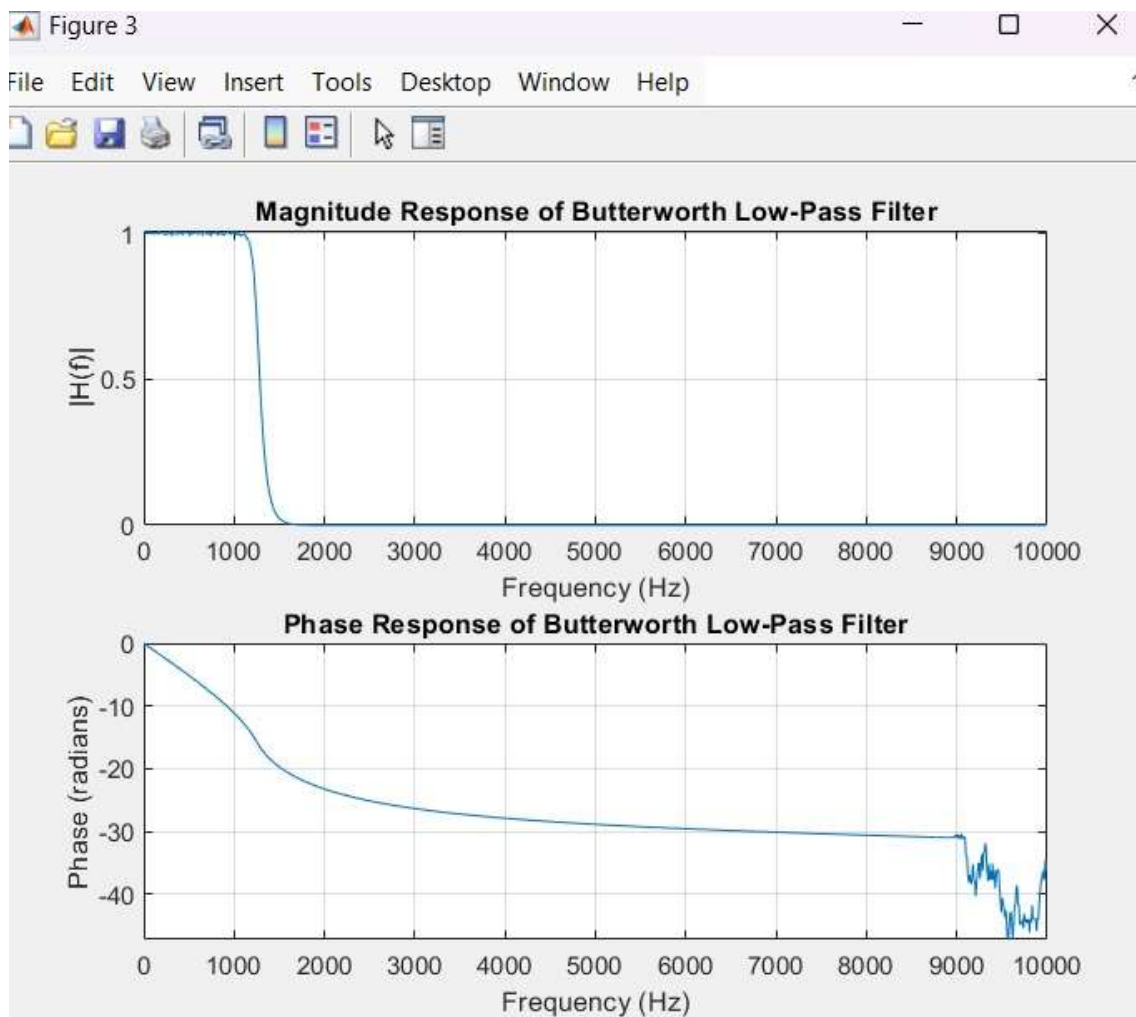 Figure 3
File Edit View Insert Tools Desktop Window Help
Magnitude Response of Butterworth Low-Pass Filter
1
0.5
0
|H(f)|
0 1000 2000 3000 4000 5000 6000 7000 8000 9000 10000
Frequency (Hz)
Phase Response of Butterworth Low-Pass Filter
0
-10
-20
-30
-40
Phase (radians)
0 1000 2000 3000 4000 5000 6000 7000 8000 9000 10000
Frequency (Hz)